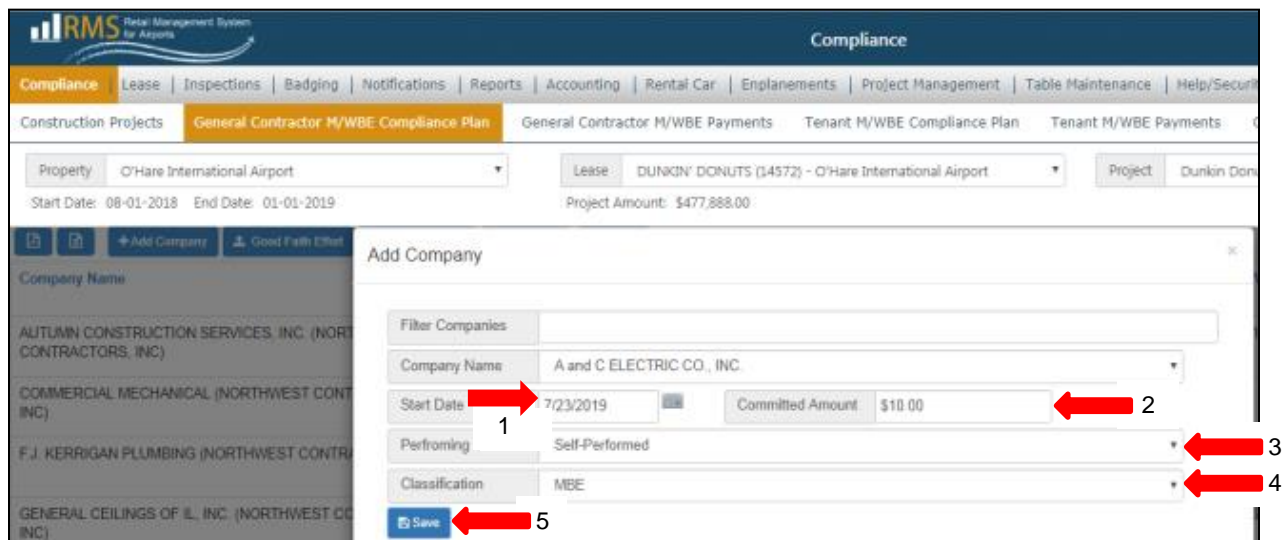 RMS Retail Management System for Airports
Compliance
Compliance | Lease | Inspections | Badging | Notifications | Reports | Accounting | Rental Car | Enplanements | Project Management | Table Maintenance | Help/Securi
Construction Projects General Contractor M/WBE Compliance Plan General Contractor M/WBE Payments Tenant M/WBE Compliance Plan Tenant M/WBE Payments
Property O'Hare International Airport Lease DUNKIN' DONUTS (14572) - O'Hare International Airport Project Dunkin Donu
Start Date: 08-01-2018 End Date: 01-01-2019 Project Amount: $477,888.00
+Add Company Good Faith Effort
Add Company ×
Company Name
Filter Companies
AUTUMN CONSTRUCTION SERVICES, INC. (NORT
CONTRACTORS, INC)
Company Name A and C ELECTRIC CO., INC.
COMMERCIAL MECHANICAL (NORTHWEST CONT
INC)
Start Date 7/23/2019 Committed Amount $10.00 2
1
F.J. KERRIGAN PLUMBING (NORTHWEST CONTRA
Perfroming Self-Performed 3
Classification MBE 4
GENERAL CEILINGS OF IL, INC. (NORTHWEST CO
INC)
Save 5